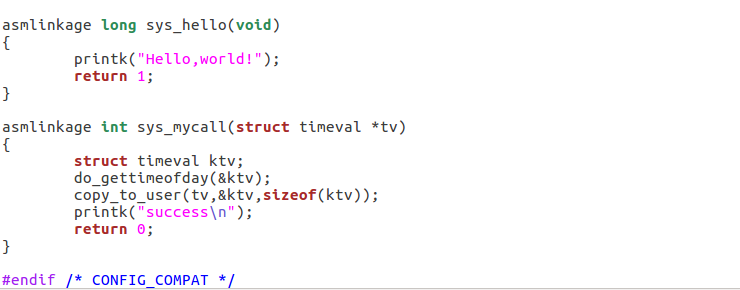 asmlinkage long sys_hello(void)
{
        printk("Hello,world!");
        return 1;
}
asmlinkage int sys_mycall(struct timeval *tv)
{
        struct timeval ktv;
        do_gettimeofday(&ktv);
        copy_to_user(tv,&ktv,sizeof(ktv));
        printk("success\n");
        return 0;
}
#endif /* CONFIG_COMPAT */